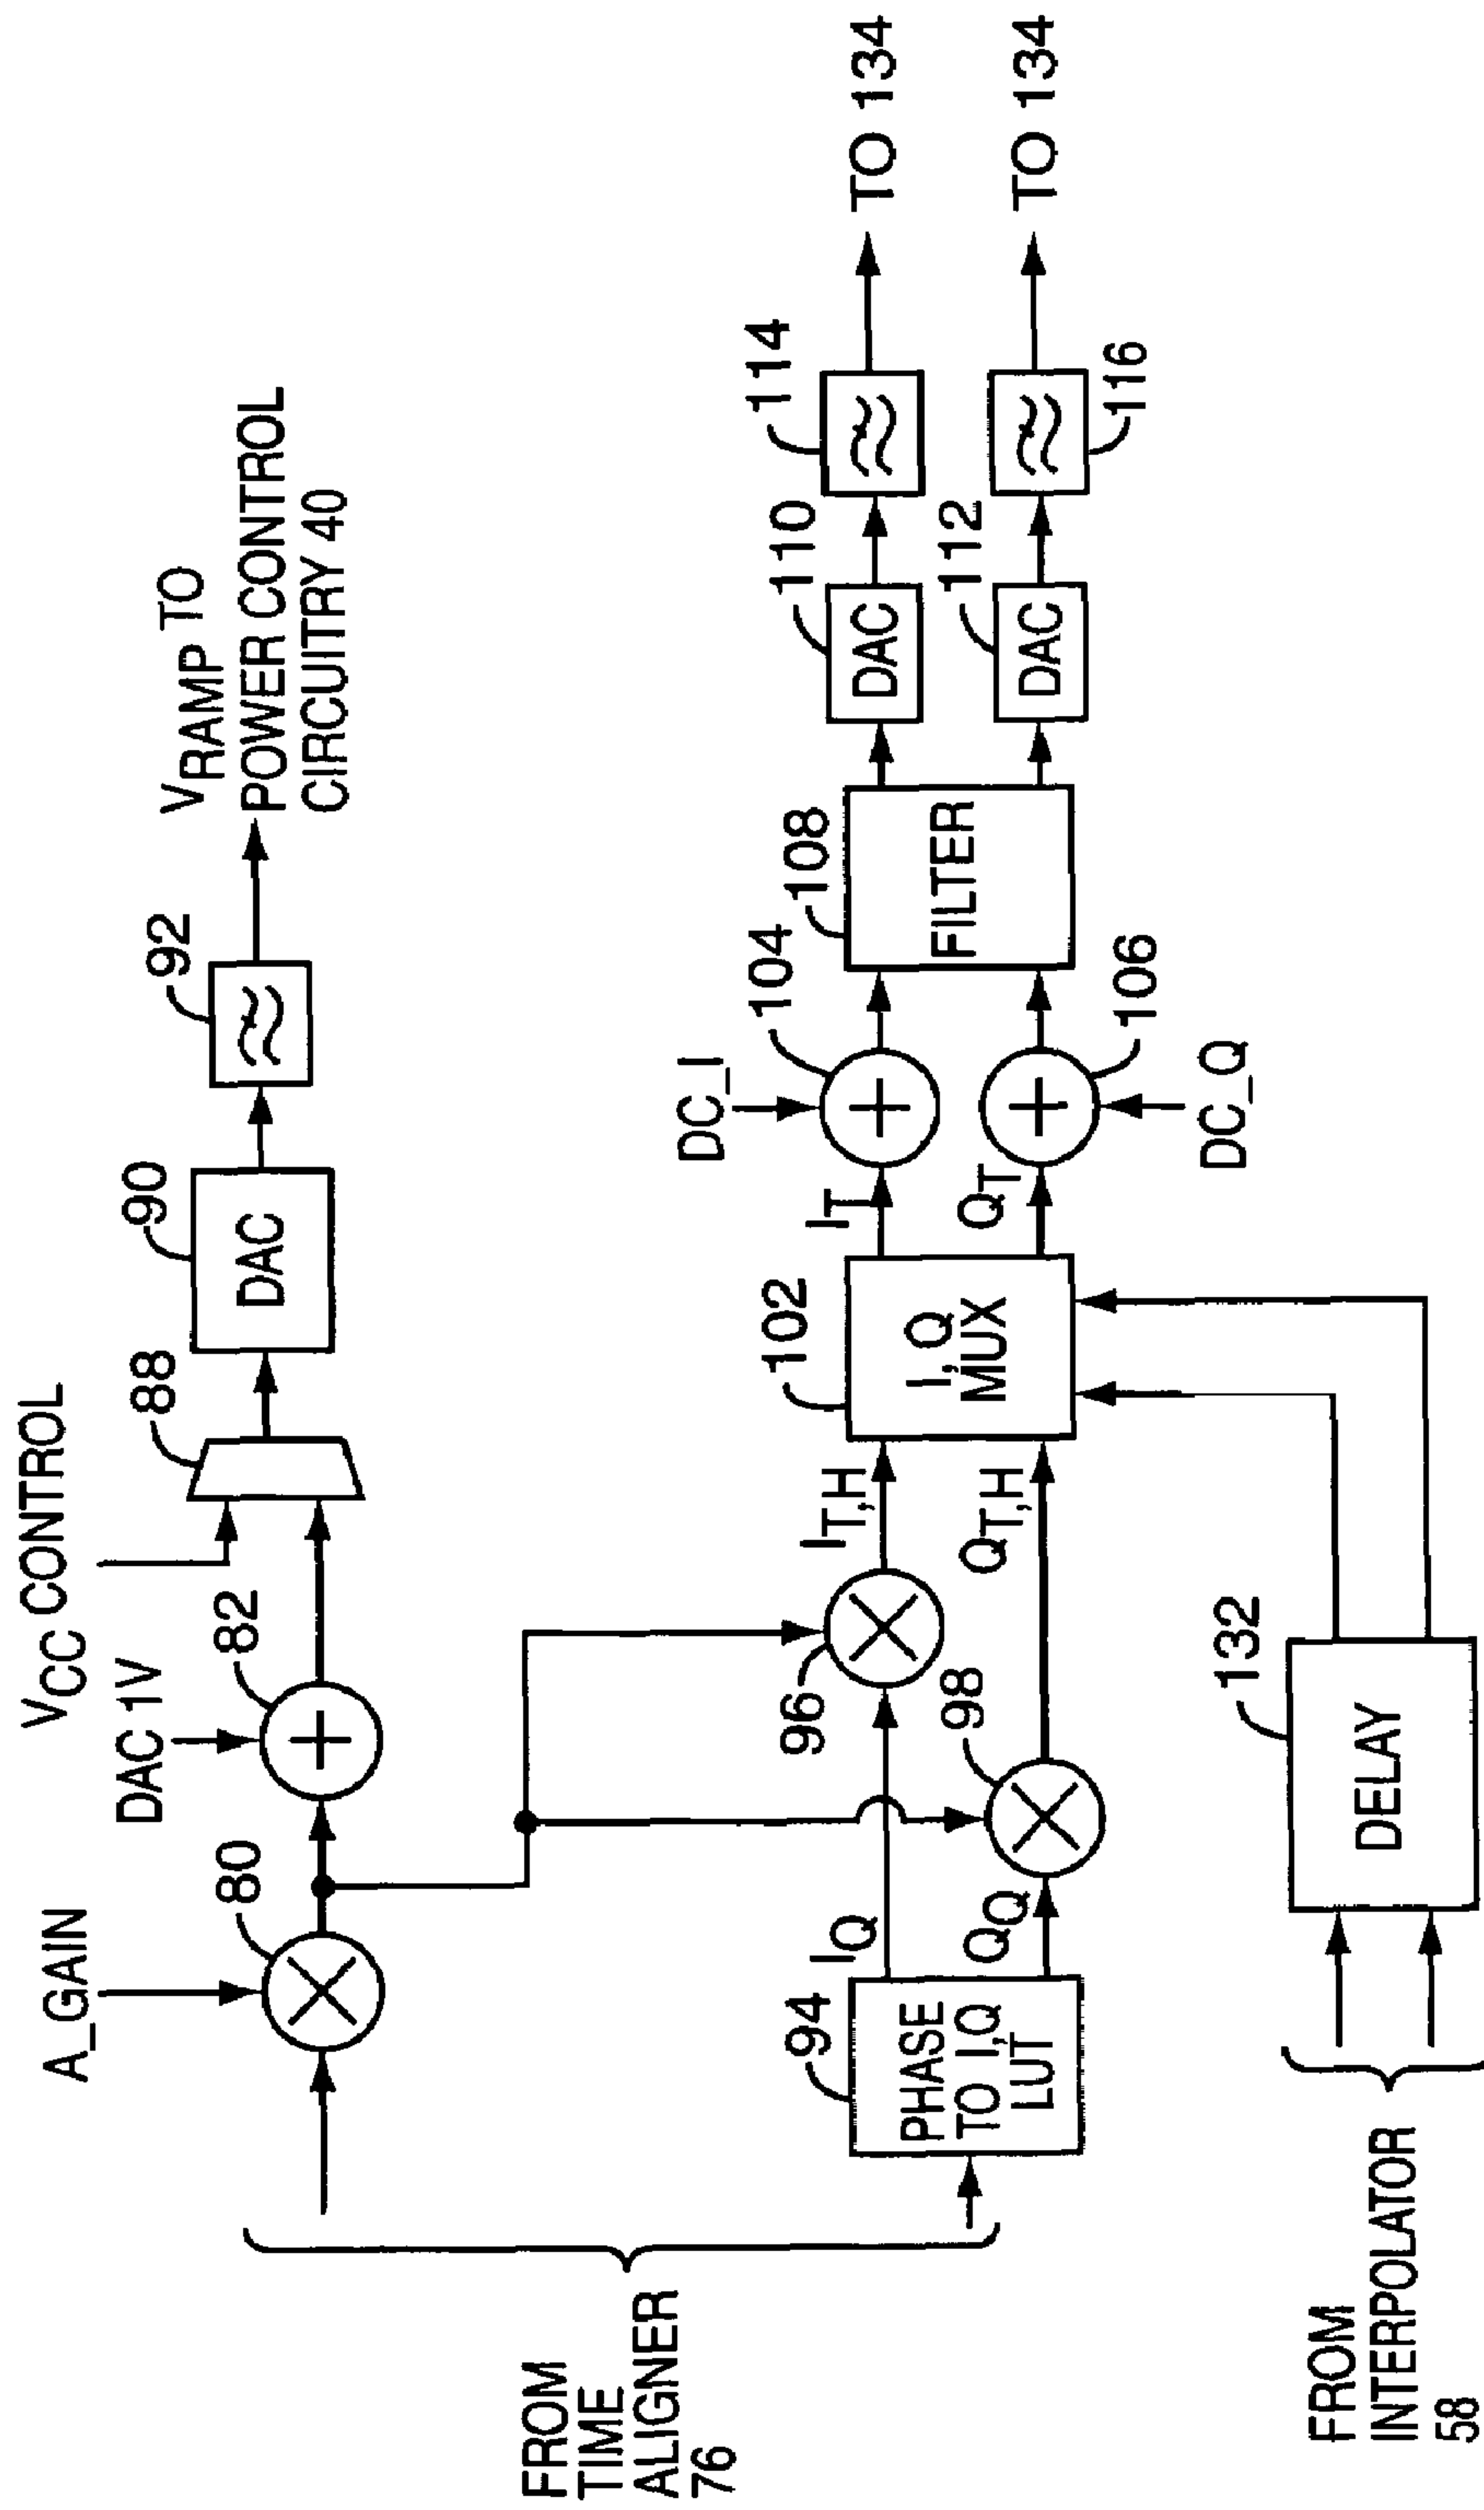 A_GAIN
DAC 1V
VCC CONTROL
VRAMP TO
POWER CONTROL
CIRCUITRY 40
80
82
88
90
92
DAC
FROM
TIME
ALIGNER
76
94
PHASE
TO I,Q
LUT
IQ
QQ
96
98
IT,H
QT,H
102
I, Q
MUX
IT
QT
DC_I
DC_Q
104
106
108
FILTER
110
DAC
112
DAC
114
116
TO 134
TO 134
FROM
INTERPOLATOR
58
132
DELAY